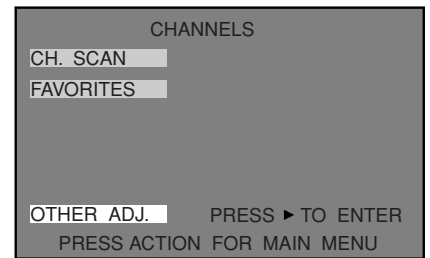 CHANNELS
CH. SCAN
FAVORITES
OTHER ADJ. PRESS ► TO ENTER
PRESS ACTION FOR MAIN MENU